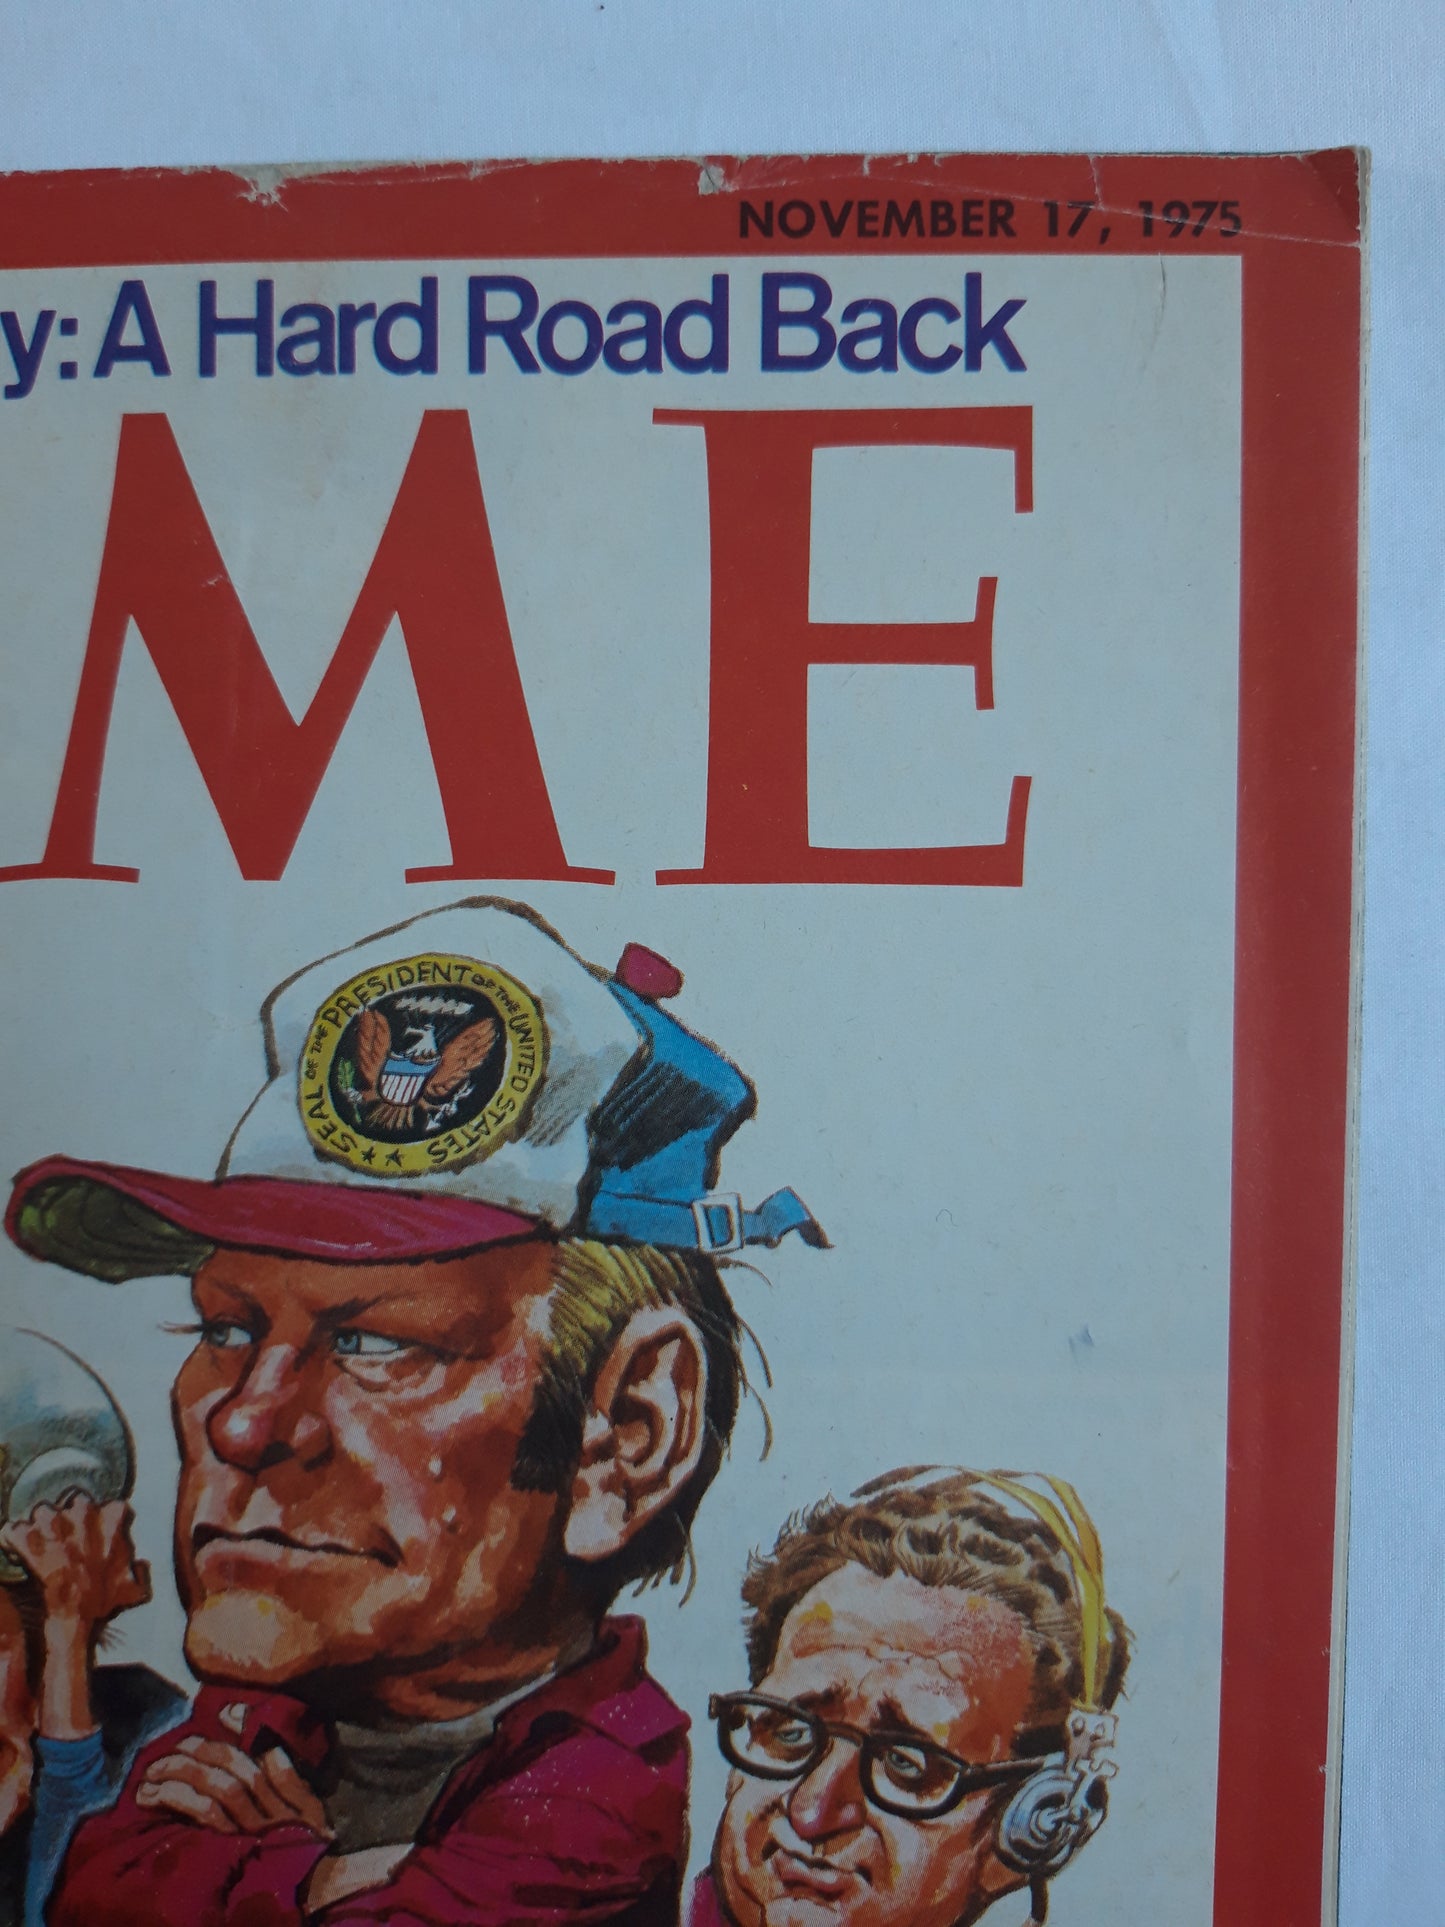 NOVEMBER 17, 1975
y: A Hard Road Back
ME
SEAL OF THE PRESIDENT OF THE UNITED STATES